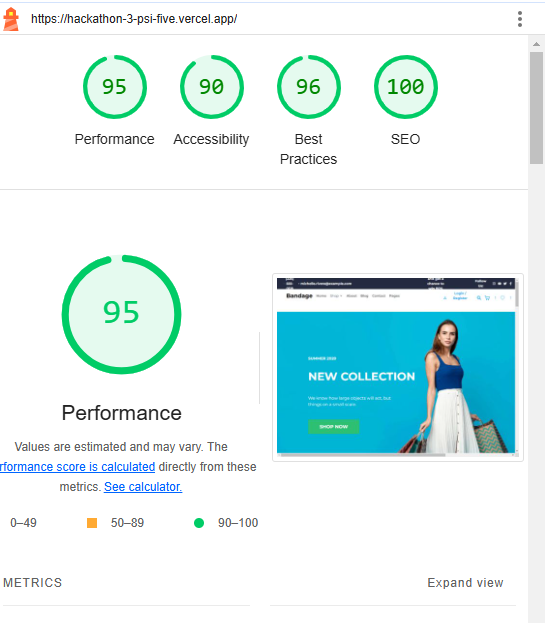 https://hackathon-3-psi-five.vercel.app/
95
90
96
100
Performance
Accessibility
Best
Practices
SEO
95
Bandage
Home Shop About Blog Contact Pages
Login /
Register
SUMMER 2020
NEW COLLECTION
We know how large objects will act, but
things on a small scale.
SHOP NOW
Performance
Values are estimated and may vary. The
rformance score is calculated directly from these
metrics. See calculator.
0–49
50–89
90–100
METRICS
Expand view